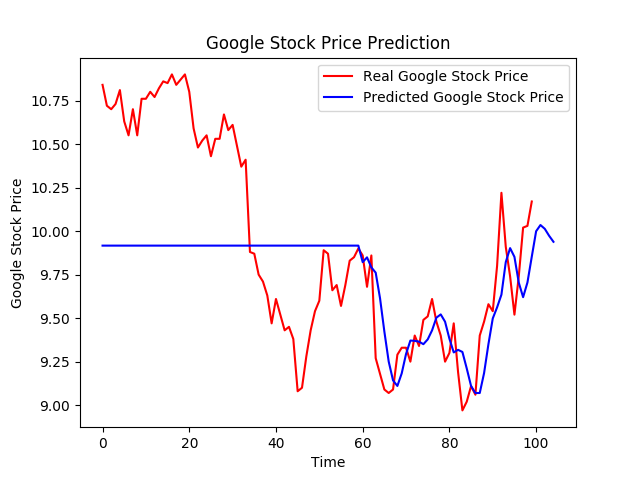 Google Stock Price Prediction
Real Google Stock Price
Predicted Google Stock Price
Google Stock Price
10.75
10.50
10.25
10.00
9.75
9.50
9.25
9.00
0 20 40 60 80 100
Time